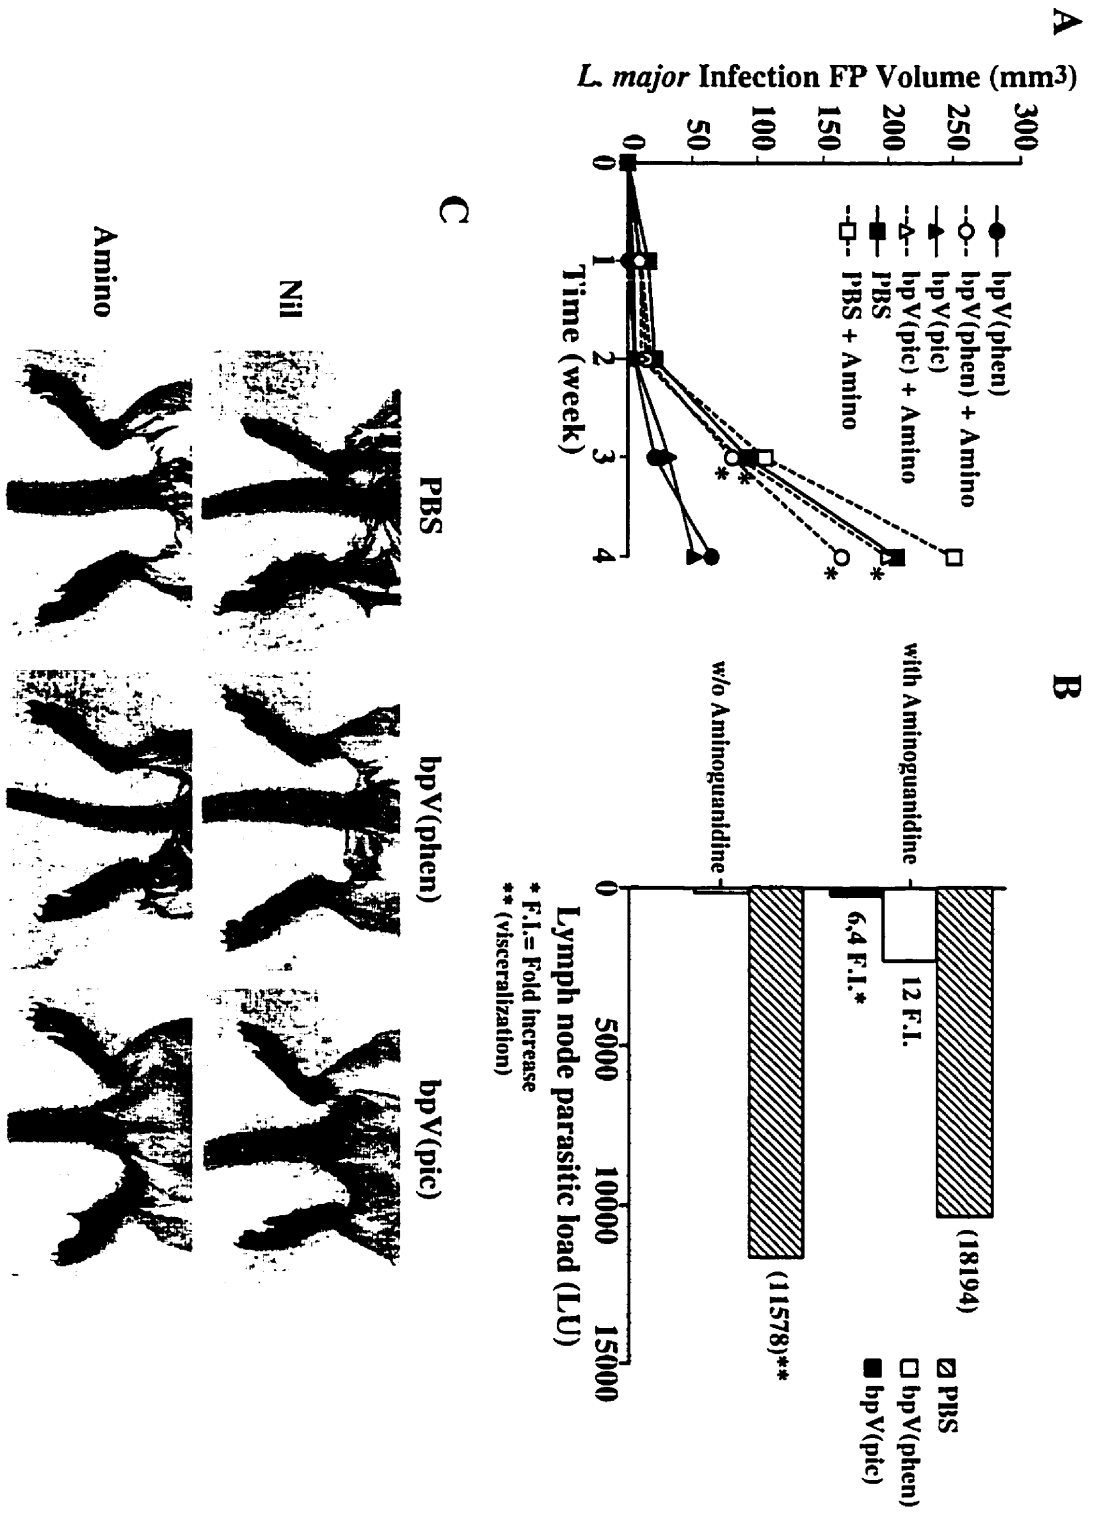 A
L. major Infection FP Volume (mm3)
300
250
200
150
100
50
0
bpV(phen)
bpV(phen) + Amino
bpV(pic)
bpV(pic) + Amino
PBS
PBS + Amino
*
*
*
*
0 1 2 3 4
Time (week)
B
with Aminoguanidine
w/o Aminoguanidine
(18194)
12 F.I.
6,4 F.I.*
(11578)**
PBS
bpV(phen)
bpV(pic)
0 5000 10000 15000
Lymph node parasitic load (LU)
* F.I.= Fold increase
** (visceralization)
C
PBS bpV(phen) bpV(pic)
Nil
Amino